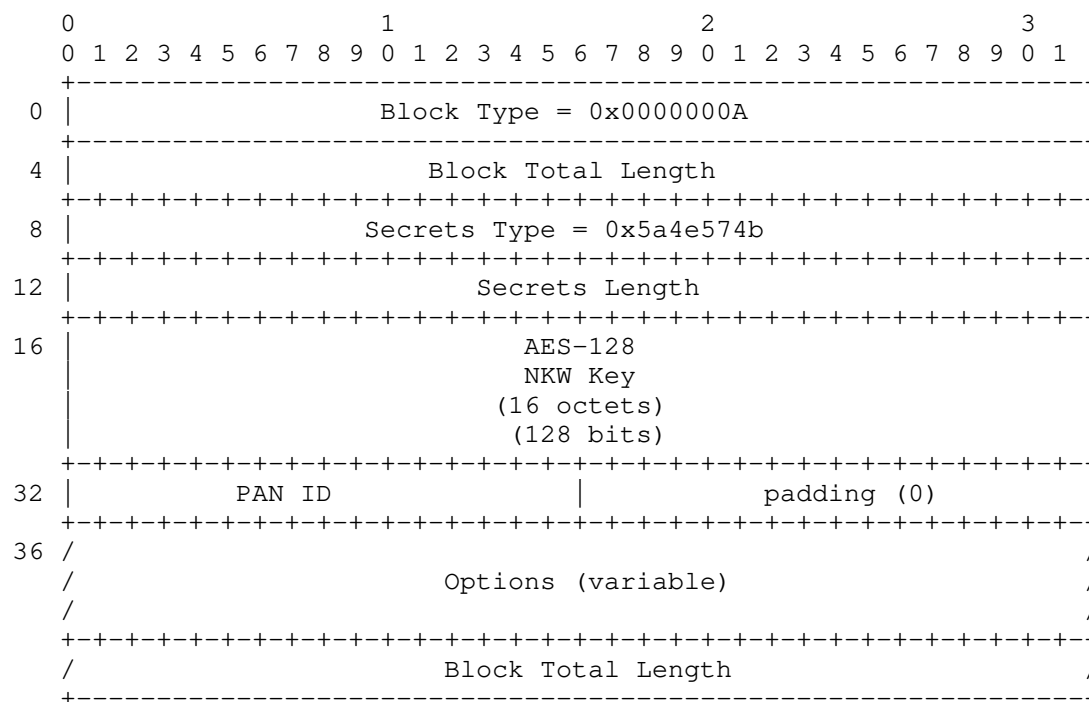 0                   1                   2                   3
0 1 2 3 4 5 6 7 8 9 0 1 2 3 4 5 6 7 8 9 0 1 2 3 4 5 6 7 8 9 0 1
0 | Block Type = 0x0000000A
4 | Block Total Length
8 | Secrets Type = 0x5a4e574b
12 | Secrets Length
16 | AES-128
| NKW Key
| (16 octets)
| (128 bits)
32 | PAN ID | padding (0)
36 / /
/ Options (variable) /
/ /
/ Block Total Length /